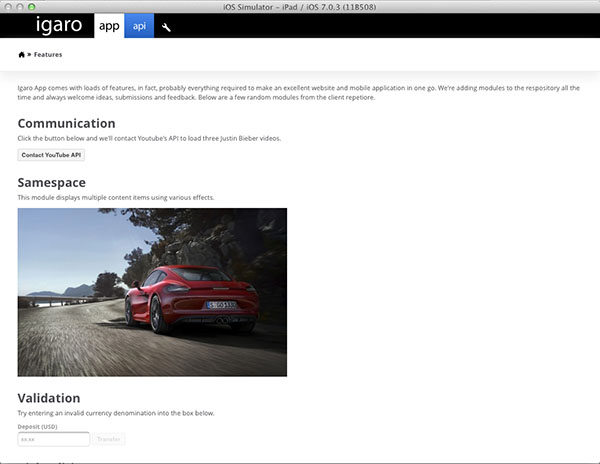 iOS Simulator – iPad / iOS 7.0.3 (11B508)
igaro app api
» Features
Igaro App comes with loads of features, in fact, probably everything required to make an excellent website and mobile application in one go. We're adding modules to the respository all the
time and always welcome ideas, submissions and feedback. Below are a few random modules from the client repetiore.
Communication
Click the button below and we'll contact Youtube's API to load three Justin Bieber videos.
Contact YouTube API
Samespace
This module displays multiple content items using various effects.
Validation
Try entering an invalid currency denomination into the box below.
Deposit (USD)
xx.xx Transfer